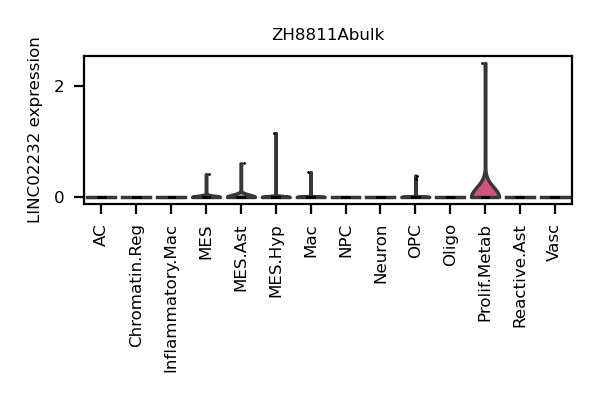 ZH8811Abulk
LINC02232 expression
2
0
AC
Chromatin.Reg
Inflammatory.Mac
MES
MES.Ast
MES.Hyp
Mac
NPC
Neuron
OPC
Oligo
Prolif.Metab
Reactive.Ast
Vasc